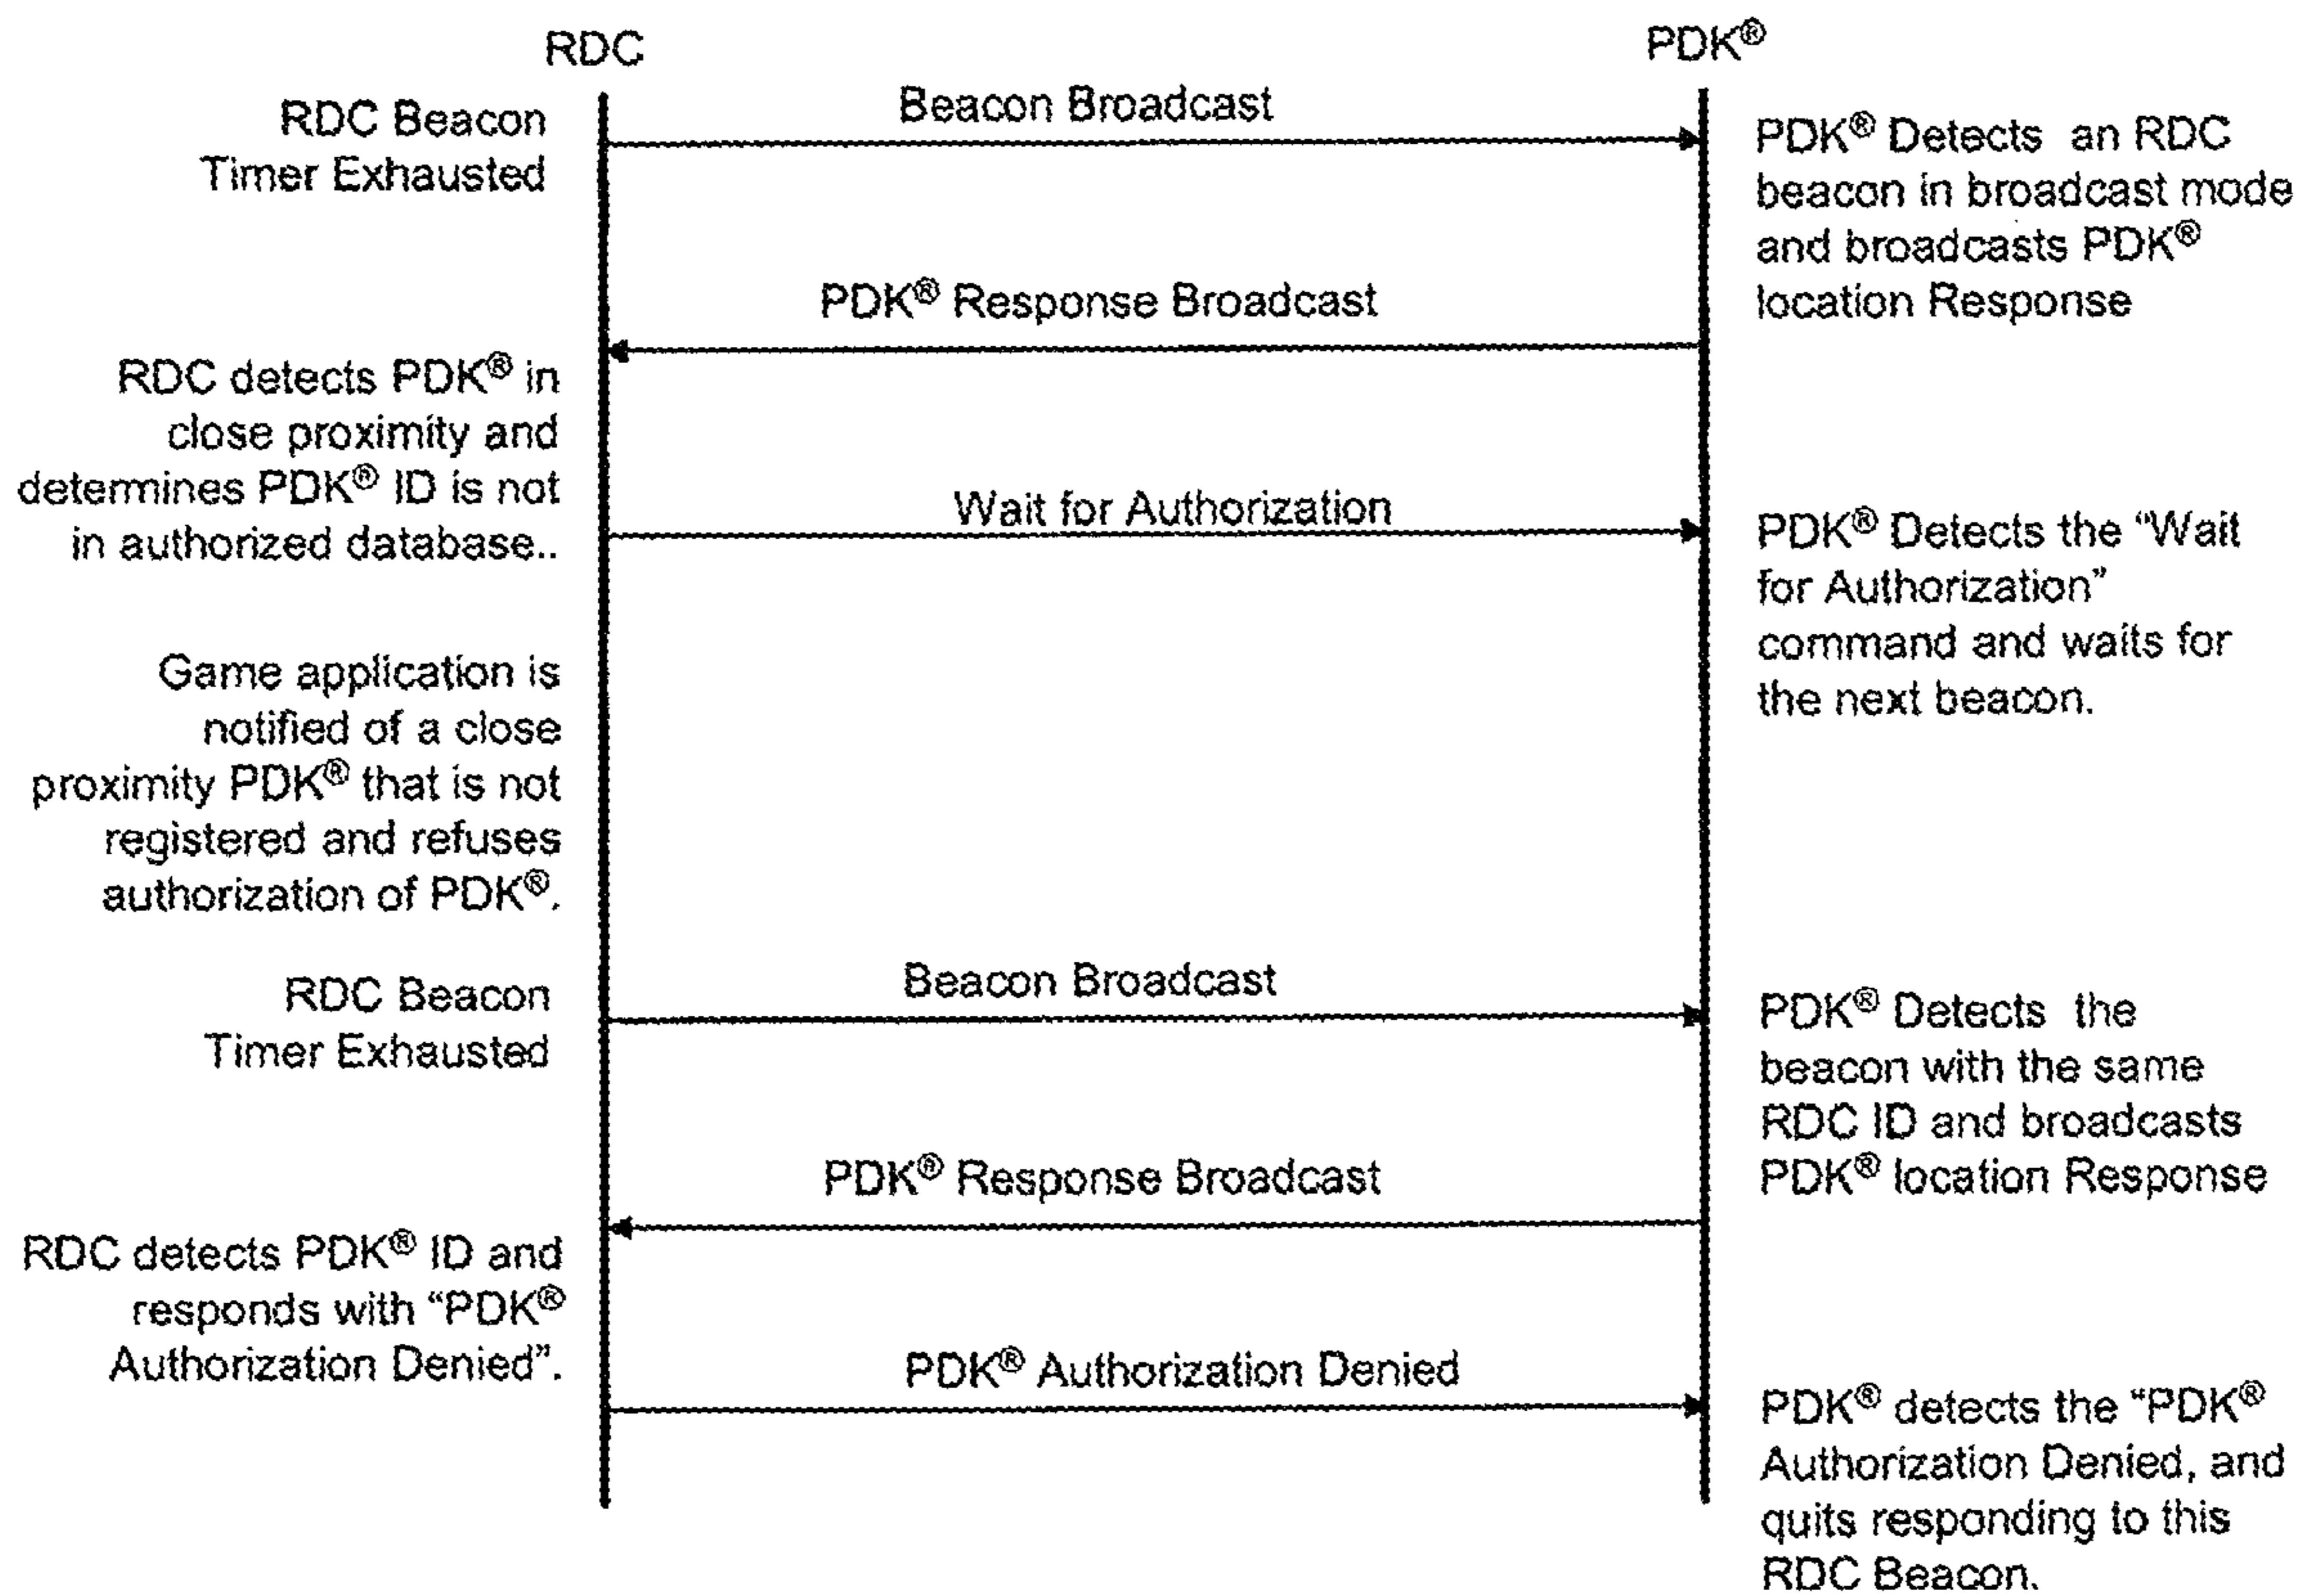 RDC
PDK®
RDC Beacon
Timer Exhausted
Beacon Broadcast
PDK® Detects an RDC
beacon in broadcast mode
and broadcasts PDK®
location Response
PDK® Response Broadcast
RDC detects PDK® in
close proximity and
determines PDK® ID is not
in authorized database..
Wait for Authorization
PDK® Detects the “Wait
for Authorization”
command and waits for
the next beacon.
Game application is
notified of a close
proximity PDK® that is not
registered and refuses
authorization of PDK®.
RDC Beacon
Timer Exhausted
Beacon Broadcast
PDK® Detects the
beacon with the same
RDC ID and broadcasts
PDK® location Response
PDK® Response Broadcast
RDC detects PDK® ID and
responds with “PDK®
Authorization Denied”.
PDK® Authorization Denied
PDK® detects the “PDK®
Authorization Denied, and
quits responding to this
RDC Beacon.